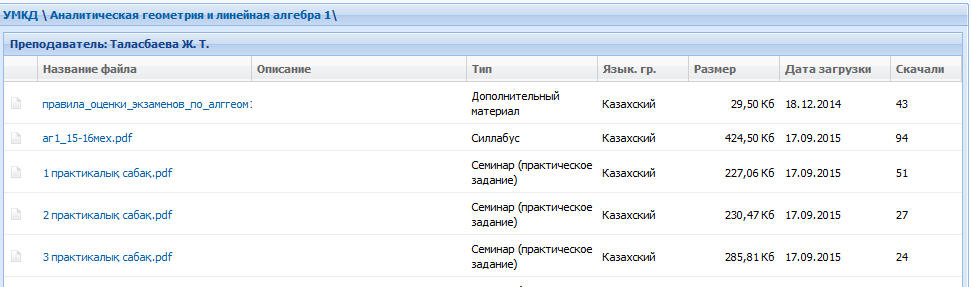 УМКД \ Аналитическая геометрия и линейная алгебра 1\
Преподаватель: Таласбаева Ж. Т.
Название файла Описание Тип Язык. гр. Размер Дата загрузки Скачали
правила_оценки_экзаменов_по_алггеом Дополнительный материал Казахский 29,50 Кб 18.12.2014 43
аг1_15-16мех.pdf Силлабус Казахский 424,50 Кб 17.09.2015 94
1 практикалық сабақ.pdf Семинар (практическое задание) Казахский 227,06 Кб 17.09.2015 51
2 практикалық сабақ.pdf Семинар (практическое задание) Казахский 230,47 Кб 17.09.2015 27
3 практикалық сабақ.pdf Семинар (практическое задание) Казахский 285,81 Кб 17.09.2015 24